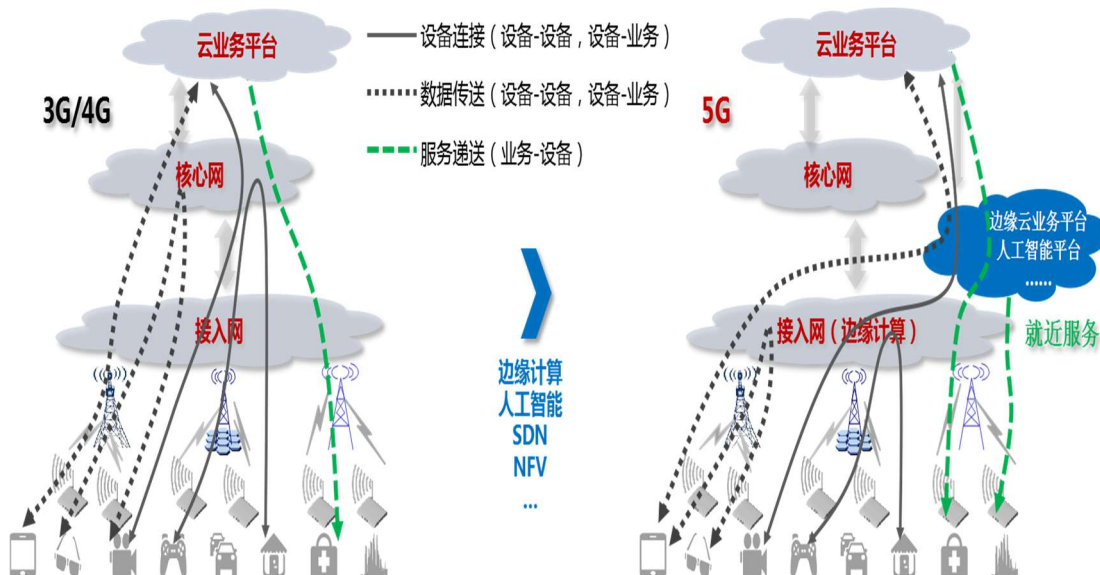 云业务平台
3G/4G
核心网
接入网
设备连接（设备-设备，设备-业务）
数据传送（设备-设备，设备-业务）
服务递送（业务-设备）
边缘计算
人工智能
SDN
NFV
...
云业务平台
5G
核心网
边缘云业务平台
人工智能平台
......
接入网（边缘计算）
就近服务